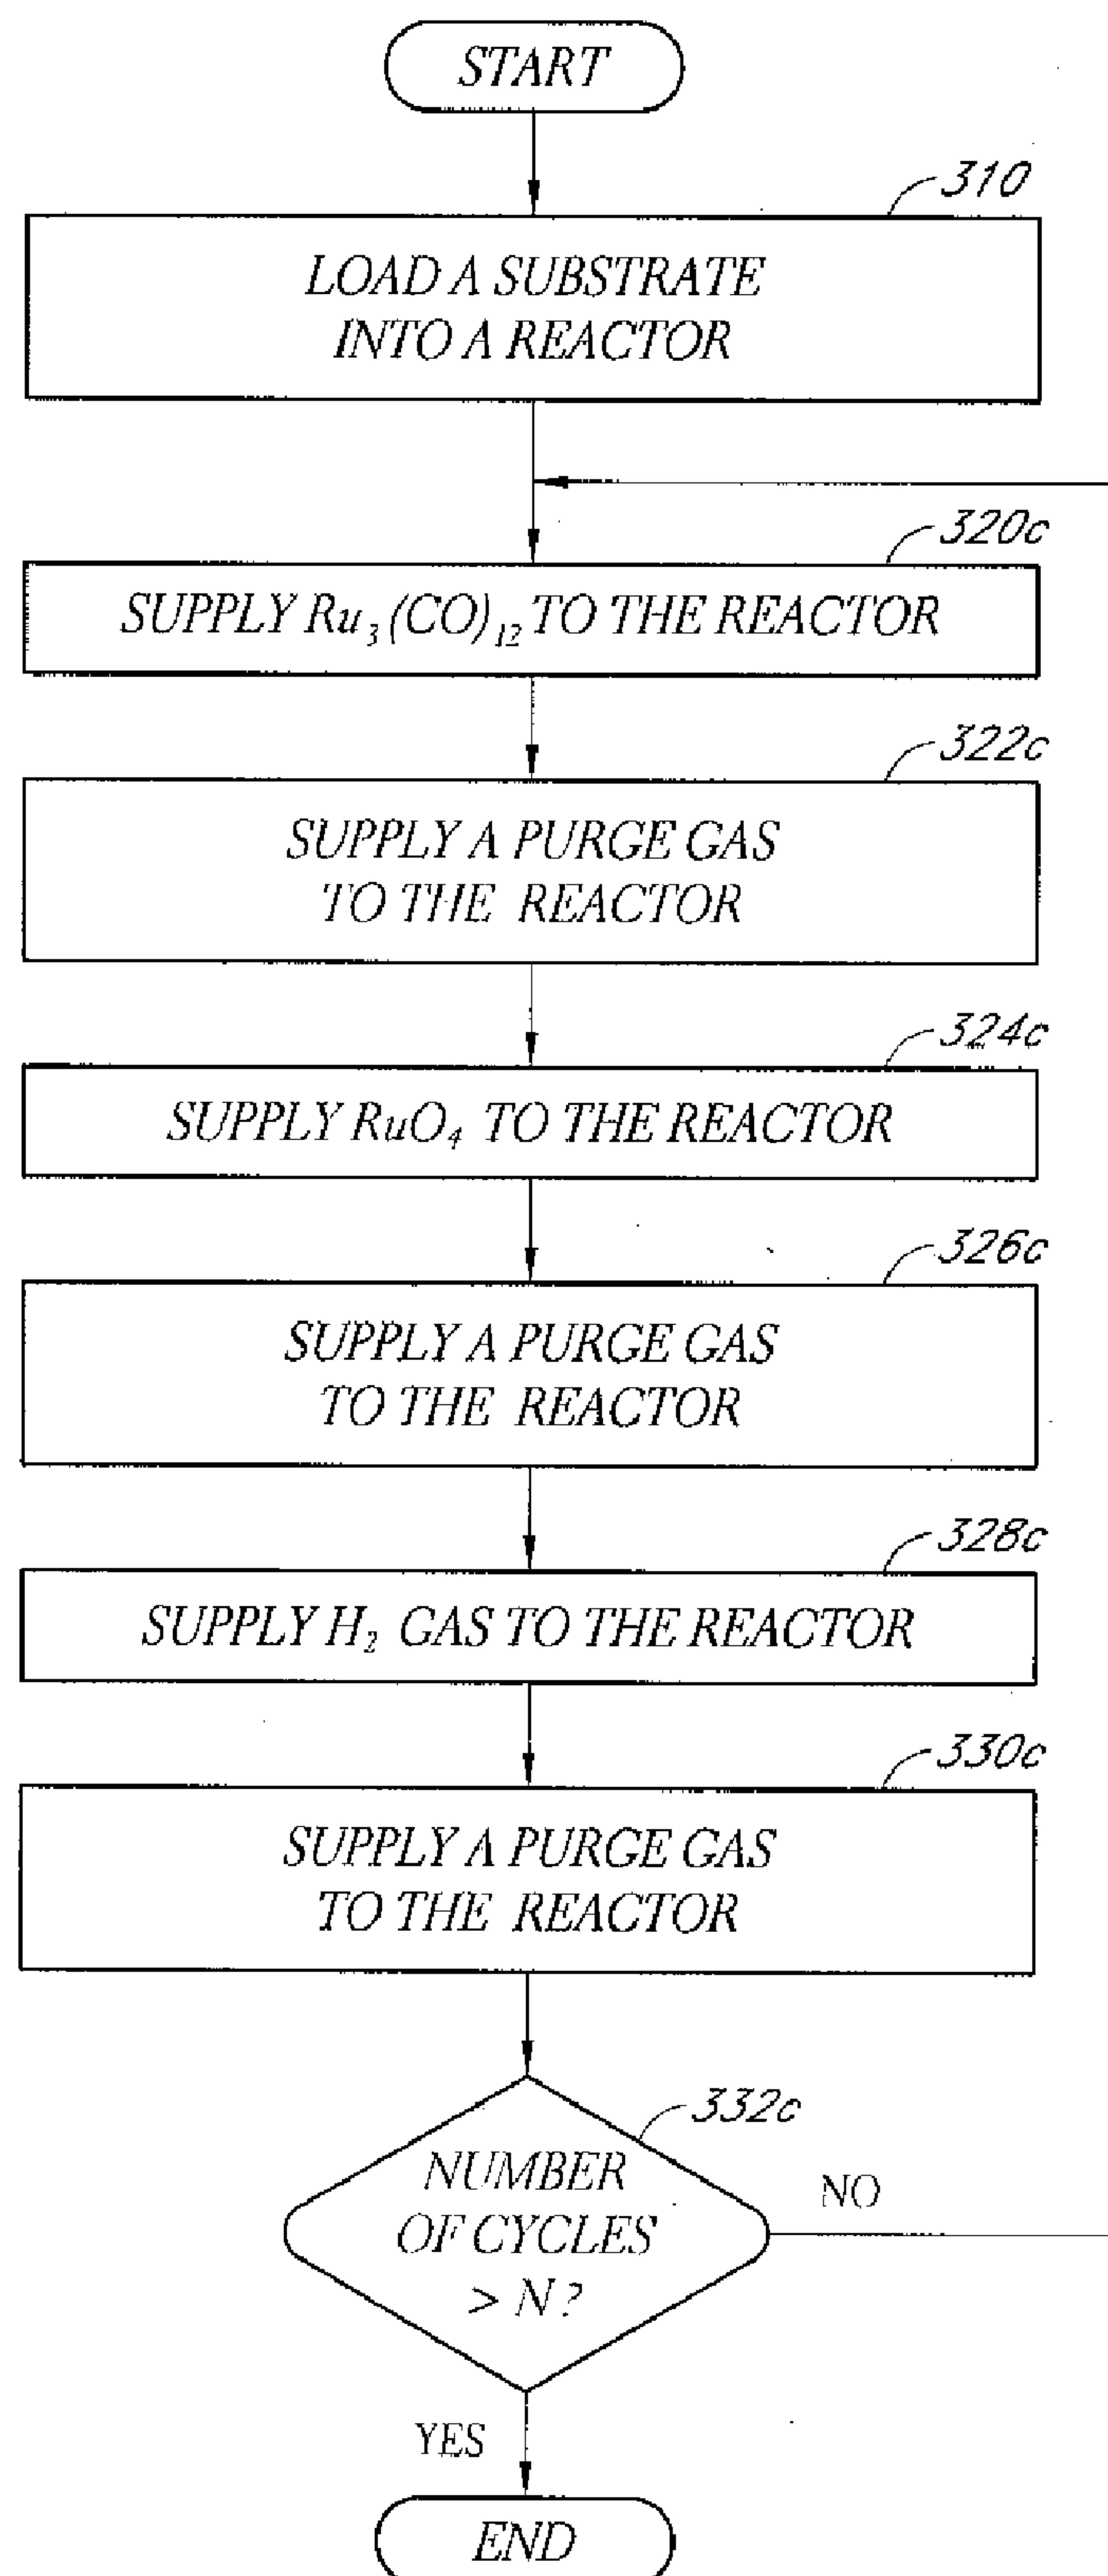 START
310
LOAD A SUBSTRATE
INTO A REACTOR
320c
SUPPLY Ru₃(CO)₁₂ TO THE REACTOR
322c
SUPPLY A PURGE GAS
TO THE REACTOR
324c
SUPPLY RuO₄ TO THE REACTOR
326c
SUPPLY A PURGE GAS
TO THE REACTOR
328c
SUPPLY H₂ GAS TO THE REACTOR
330c
SUPPLY A PURGE GAS
TO THE REACTOR
332c
NUMBER
OF CYCLES
> N?
NO
YES
END